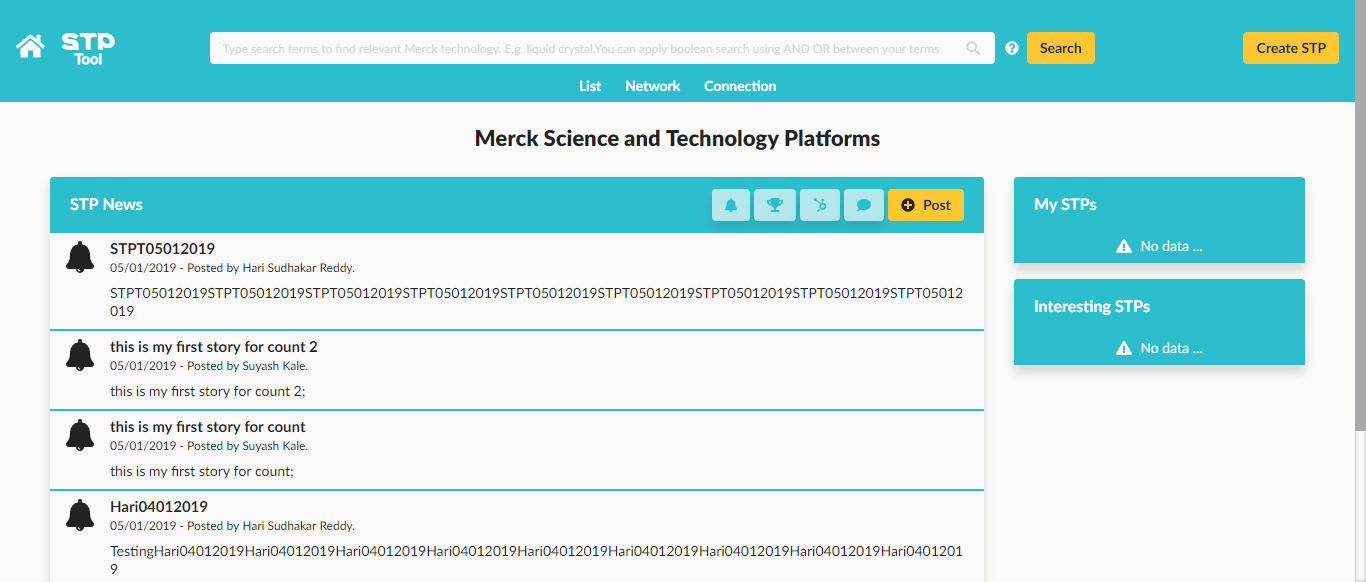 STP
Tool
Type search terms to find relevant Merck technology. E.g. liquid crystal.You can apply boolean search using AND OR between your terms
?
Search
Create STP
List
Network
Connection
Merck Science and Technology Platforms
STP News
Post
STPT05012019
05/01/2019 - Posted by Hari Sudhakar Reddy.
STPT05012019STPT05012019STPT05012019STPT05012019STPT05012019STPT05012019STPT05012019STPT05012019STPT05012
019
this is my first story for count 2
05/01/2019 - Posted by Suyash Kale.
this is my first story for count 2;
this is my first story for count
05/01/2019 - Posted by Suyash Kale.
this is my first story for count;
Hari04012019
05/01/2019 - Posted by Hari Sudhakar Reddy.
TestingHari04012019Hari04012019Hari04012019Hari04012019Hari04012019Hari04012019Hari04012019Hari04012019Hari0401201
9
My STPs
No data ...
Interesting STPs
No data ...